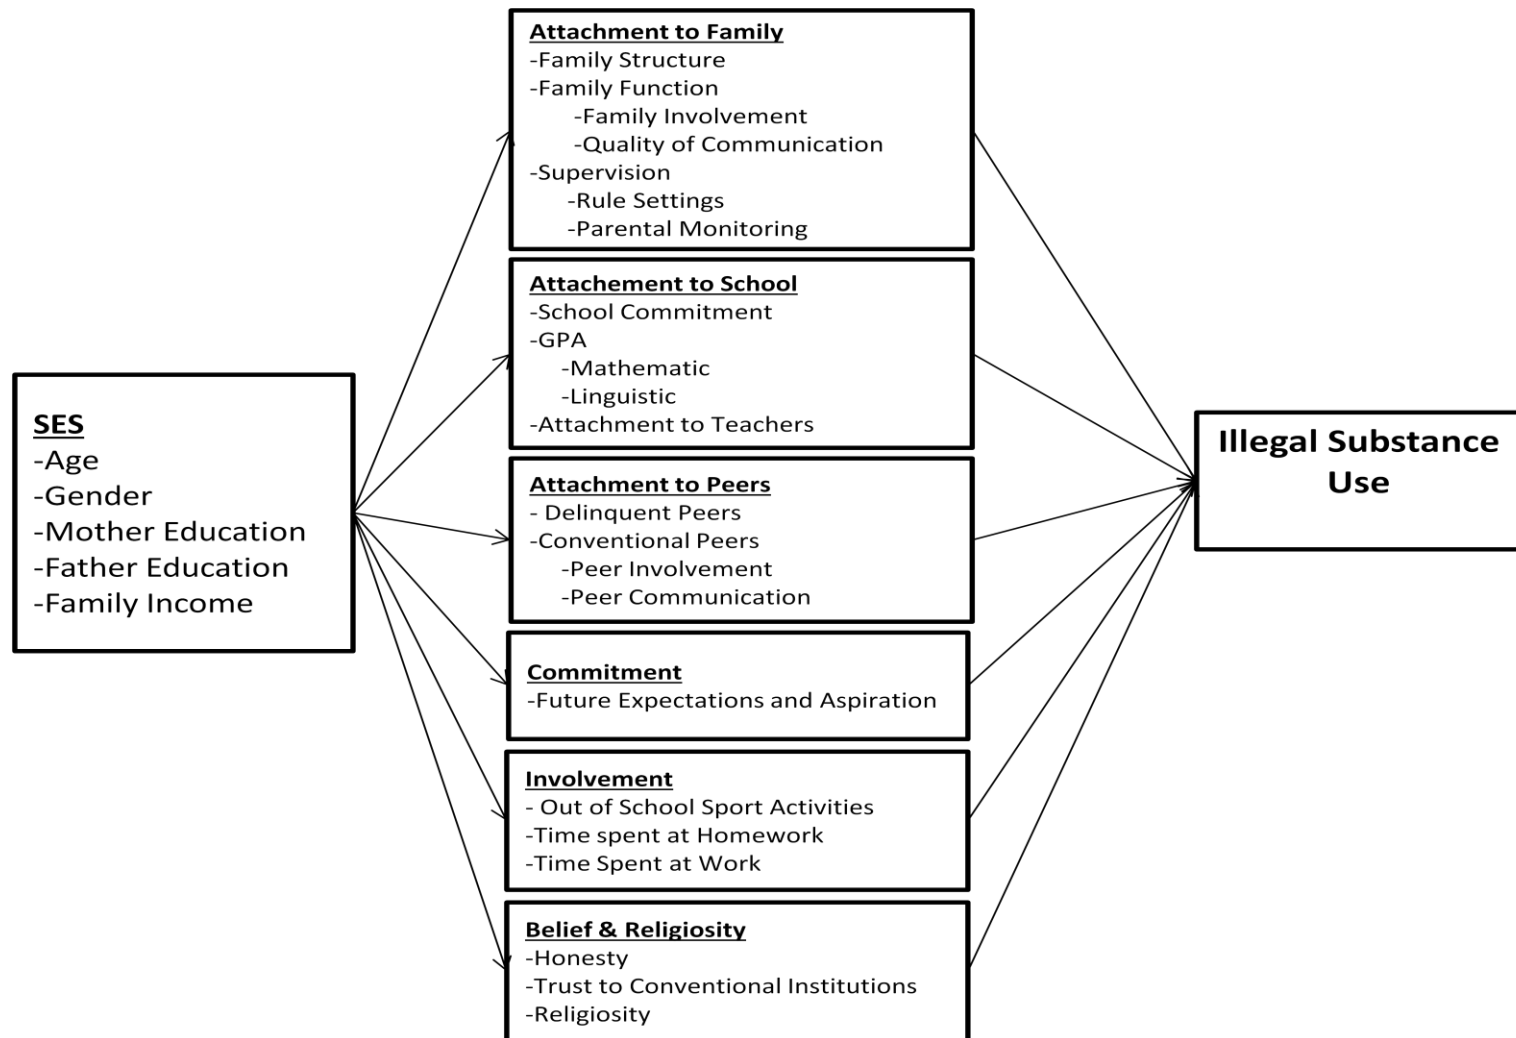 SES
-Age
-Gender
-Mother Education
-Father Education
-Family Income
Attachment to Family
-Family Structure
-Family Function
-Family Involvement
-Quality of Communication
-Supervision
-Rule Settings
-Parental Monitoring
Attachement to School
-School Commitment
-GPA
-Mathematic
-Linguistic
-Attachment to Teachers
Attachment to Peers
- Delinquent Peers
-Conventional Peers
-Peer Involvement
-Peer Communication
Commitment
-Future Expectations and Aspiration
Involvement
- Out of School Sport Activities
-Time spent at Homework
-Time Spent at Work
Belief & Religiosity
-Honesty
-Trust to Conventional Institutions
-Religiosity
Illegal Substance
Use